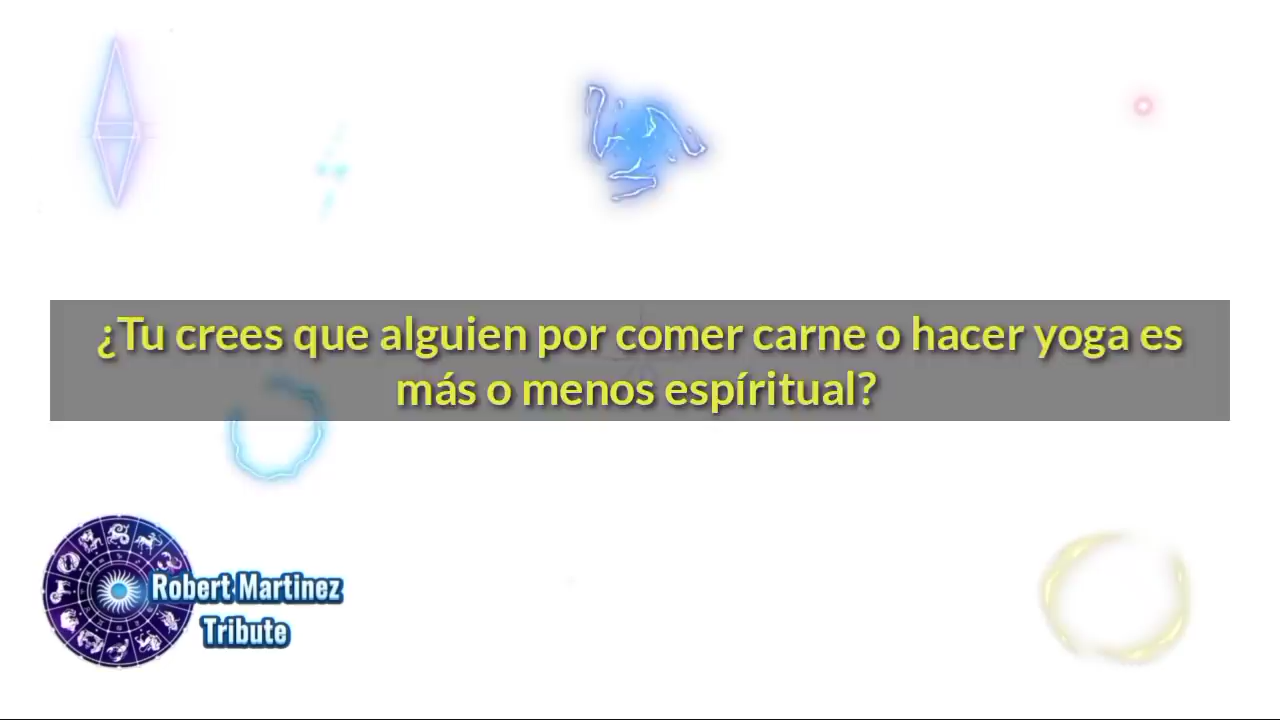 ¿Tu crees que alguien por comer carne o hacer yoga es
más o menos espíritual?
Robert Martinez
Tribute